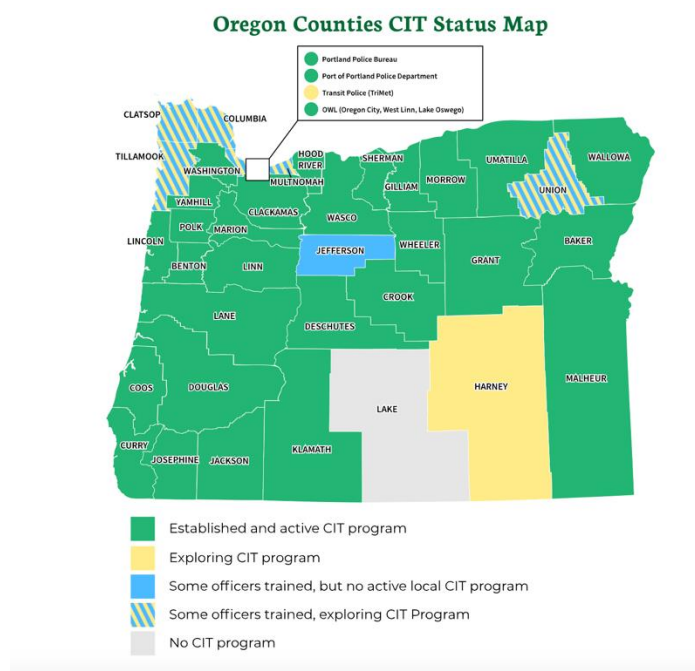 Oregon Counties CIT Status Map
Portland Police Bureau
Port of Portland Police Department
Transit Police (TriMet)
OWL (Oregon City, West Linn, Lake Oswego)
CLATSOP
COLUMBIA
TILLAMOOK
WASHINGTON
HOOD
RIVER
MULTNOMAH
SHERMAN
GILLIAM
MORROW
UMATILLA
UNION
WALLOWA
YAMHILL
CLACKAMAS
WASCO
POLK
MARION
LINCOLN
JEFFERSON
WHEELER
GRANT
BAKER
BENTON
LINN
CROOK
LANE
DESCHUTES
COOS
DOUGLAS
LAKE
HARNEY
MALHEUR
CURRY
JOSEPHINE
JACKSON
KLAMATH
Established and active CIT program
Exploring CIT program
Some officers trained, but no active local CIT program
Some officers trained, exploring CIT Program
No CIT program